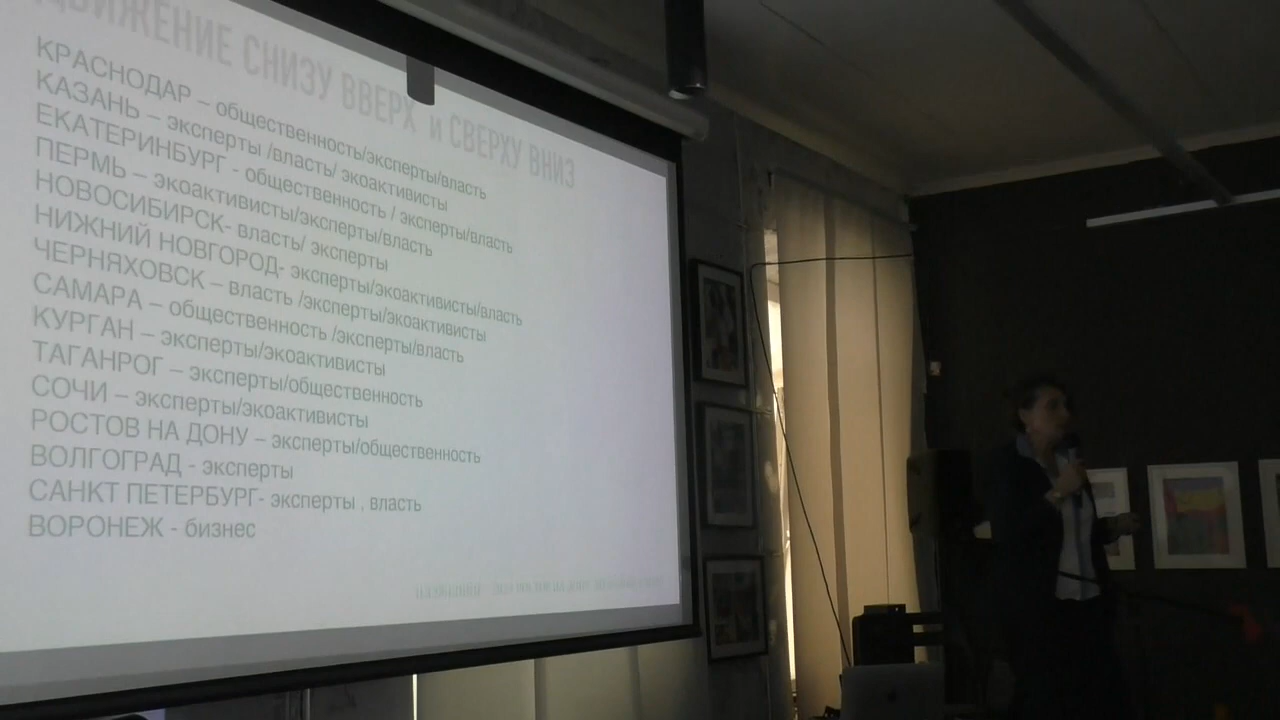 ДВИЖЕНИЕ СНИЗУ ВВЕРХ и СВЕРХУ ВНИЗ
КРАСНОДАР – общественность/эксперты/власть
КАЗАНЬ – эксперты /власть/ экоактивисты
ЕКАТЕРИНБУРГ - общественность / эксперты/власть
ПЕРМЬ – экоактивисты/эксперты/власть
НОВОСИБИРСК- власть/ эксперты
НИЖНИЙ НОВГОРОД- эксперты/экоактивисты/власть
ЧЕРНЯХОВСК – власть /эксперты/экоактивисты
САМАРА – общественность /эксперты/власть
КУРГАН – эксперты/экоактивисты
ТАГАНРОГ – эксперты/общественность
СОЧИ – эксперты/экоактивисты
РОСТОВ НА ДОНУ – эксперты/общественность
ВОЛГОГРАД - эксперты
САНКТ ПЕТЕРБУРГ- эксперты , власть
ВОРОНЕЖ - бизнес